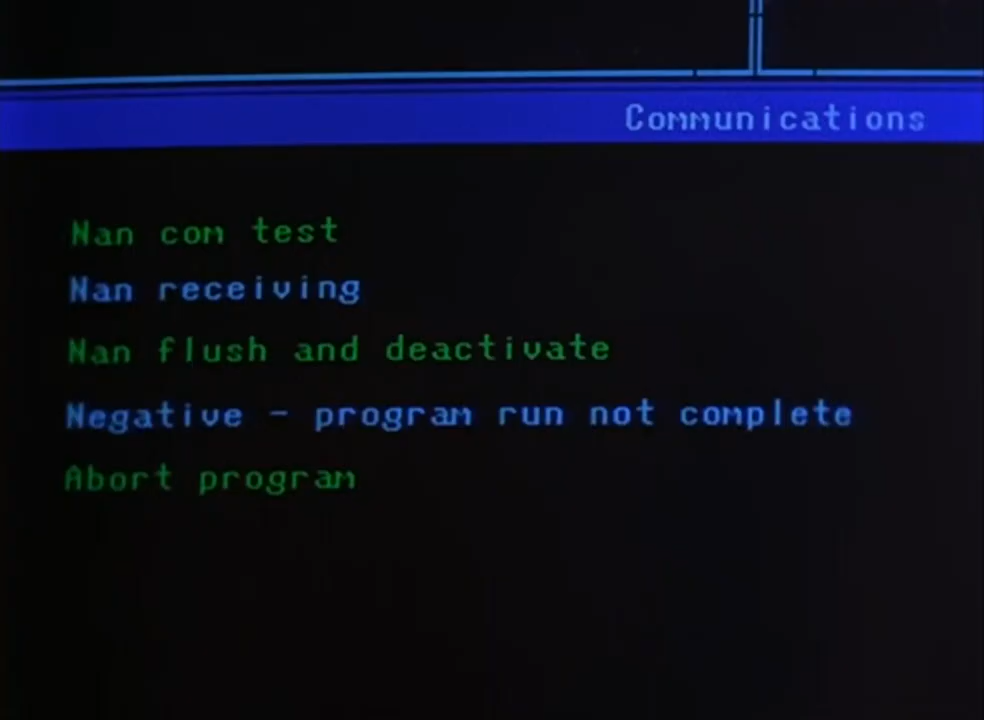 Communications
Nan com test
Nan receiving
Nan flush and deactivate
Negative - program run not complete
Abort program